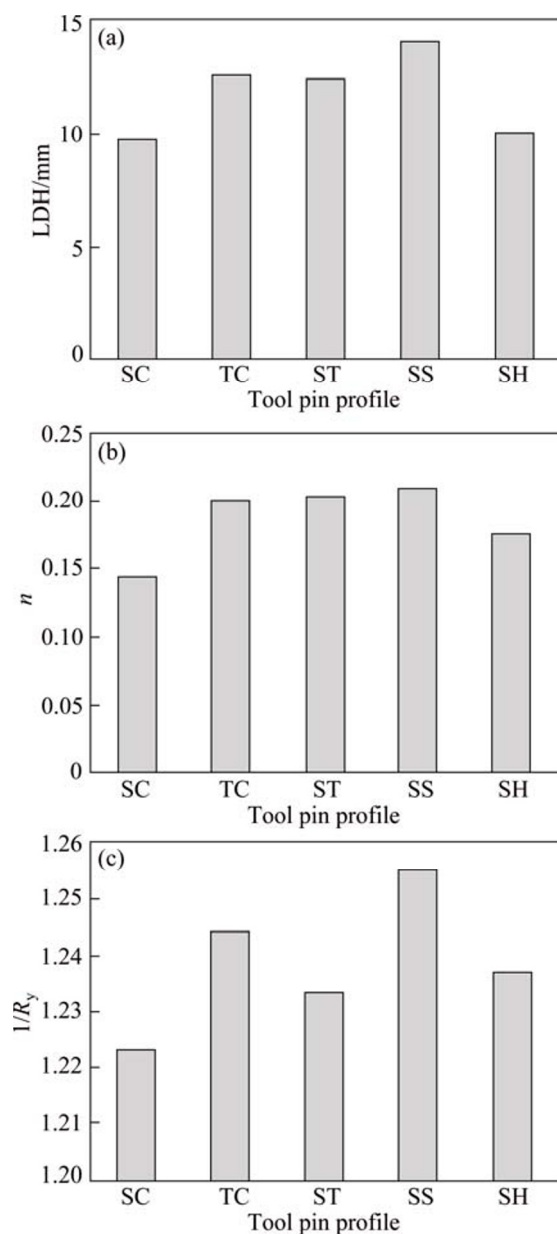 (a)
15
10
5
0
LDH/mm
SC TC ST SS SH
Tool pin profile
(b)
0.25
0.20
0.15
0.10
0.05
0
n
SC TC ST SS SH
Tool pin profile
(c)
1.26
1.25
1.24
1.23
1.22
1.21
1.20
1/Ry
SC TC ST SS SH
Tool pin profile